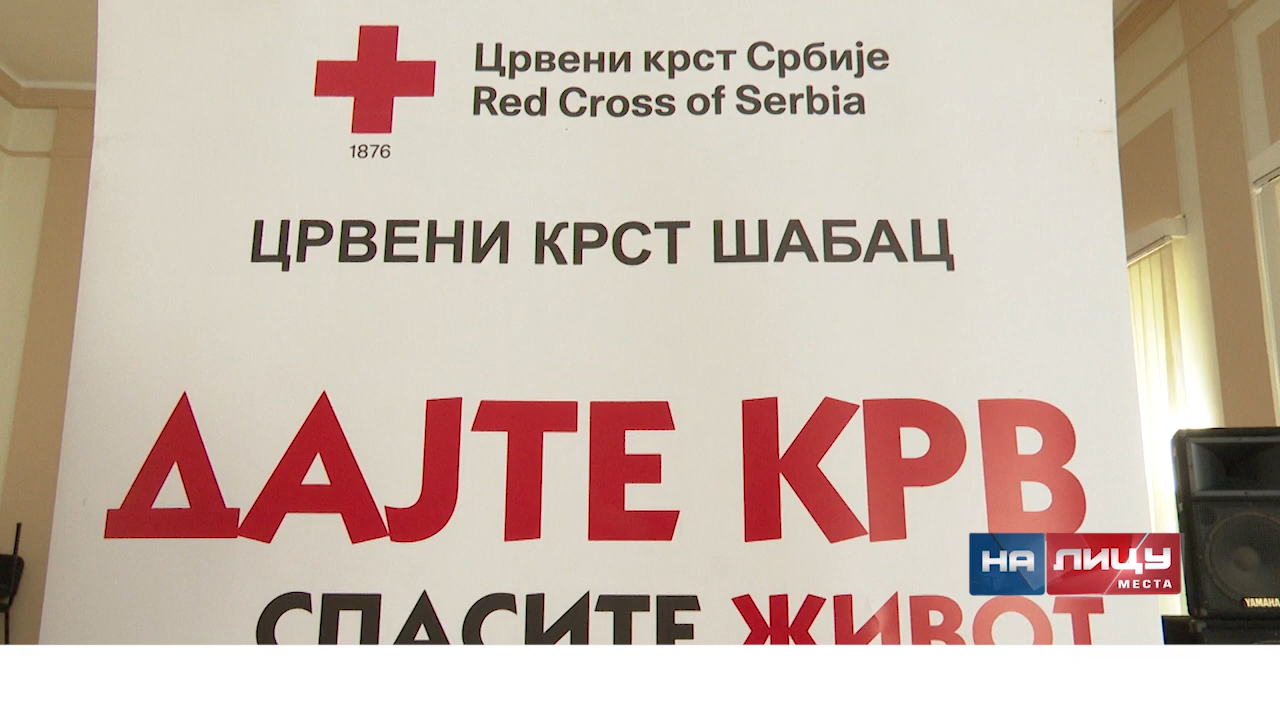 Црвени крст Србије
Red Cross of Serbia
1876
ЦРВЕНИ КРСТ ШАБАЦ
ДАЈТЕ КРВ
НА ЛИЦУ
МЕСТА
СПАСИТЕ ЖИВОТ
YAMAHA